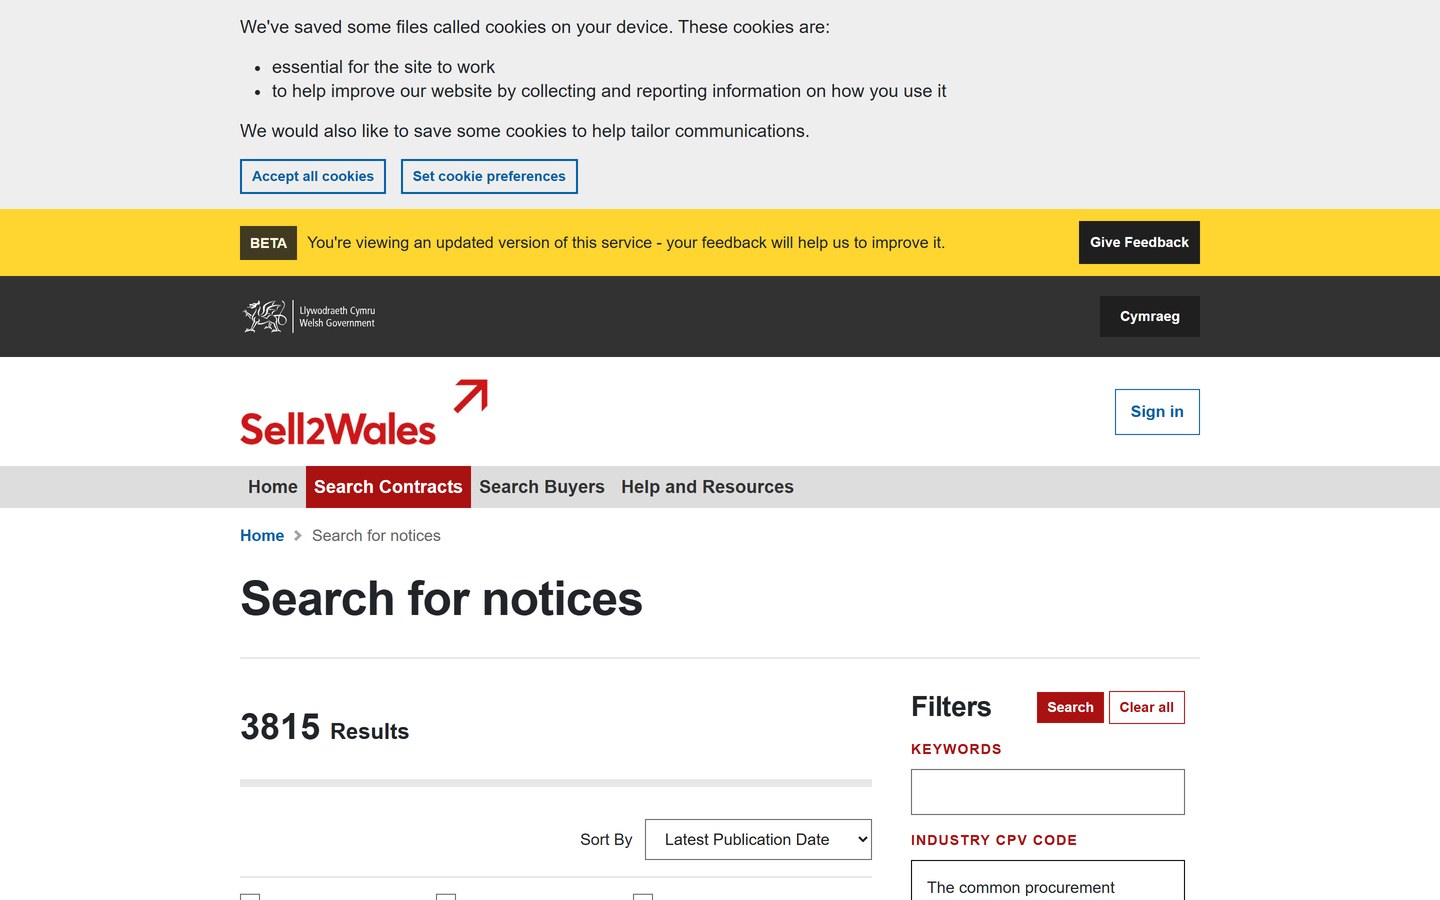 We've saved some files called cookies on your device. These cookies are:
essential for the site to work
to help improve our website by collecting and reporting information on how you use it
We would also like to save some cookies to help tailor communications.
Accept all cookies
Set cookie preferences
BETA
You're viewing an updated version of this service - your feedback will help us to improve it.
Give Feedback
Llywodraeth Cymru
Welsh Government
Cymraeg
Sell2Wales
Sign in
Home
Search Contracts
Search Buyers
Help and Resources
Home
Search for notices
Search for notices
3815 Results
Sort By
Latest Publication Date
Filters
Search
Clear all
KEYWORDS
INDUSTRY CPV CODE
The common procurement